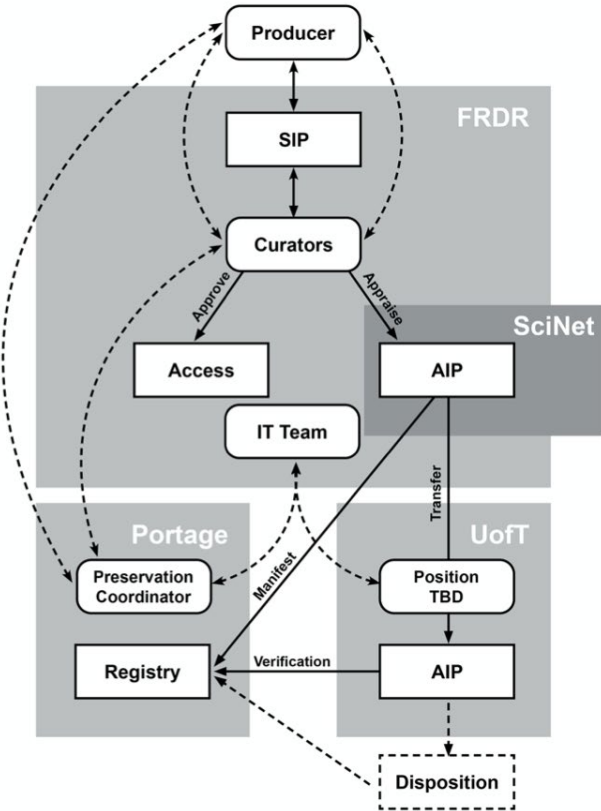 Producer
FRDR
SIP
Curators
Approve
Appraise
SciNet
Access
AIP
IT Team
Transfer
Portage
UofT
Manifest
Preservation
Coordinator
Position
TBD
Verification
Registry
AIP
Disposition